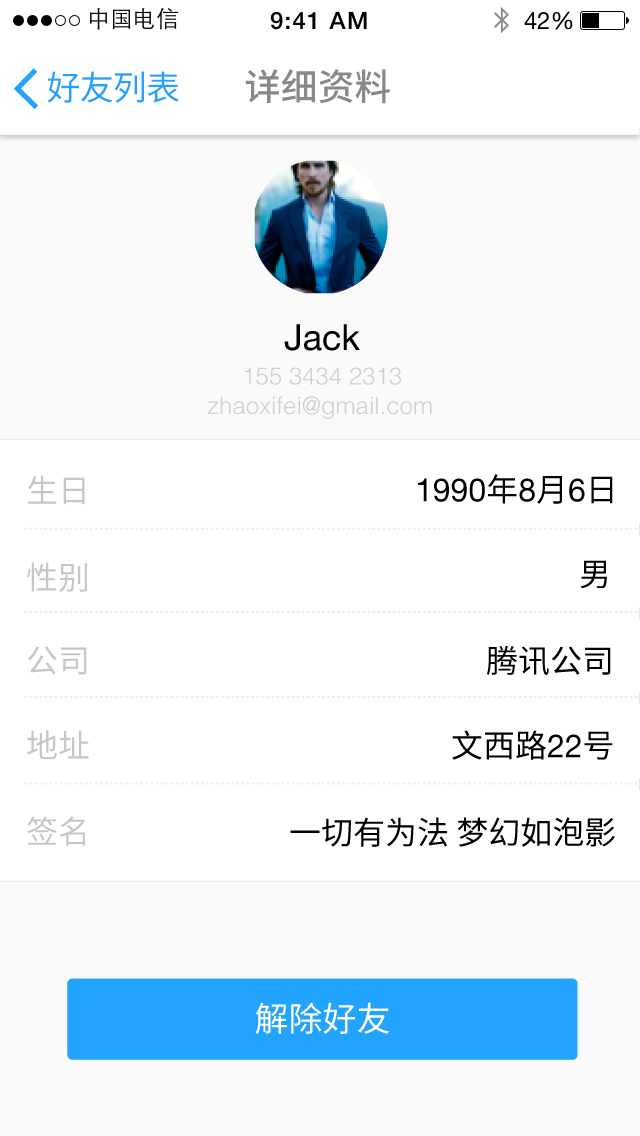 中国电信 9:41 AM 42%
好友列表 详细资料
Jack
155 3434 2313
zhaoxifei@gmail.com
生日 1990年8月6日
性别 男
公司 腾讯公司
地址 文西路22号
签名 一切有为法 梦幻如泡影
解除好友